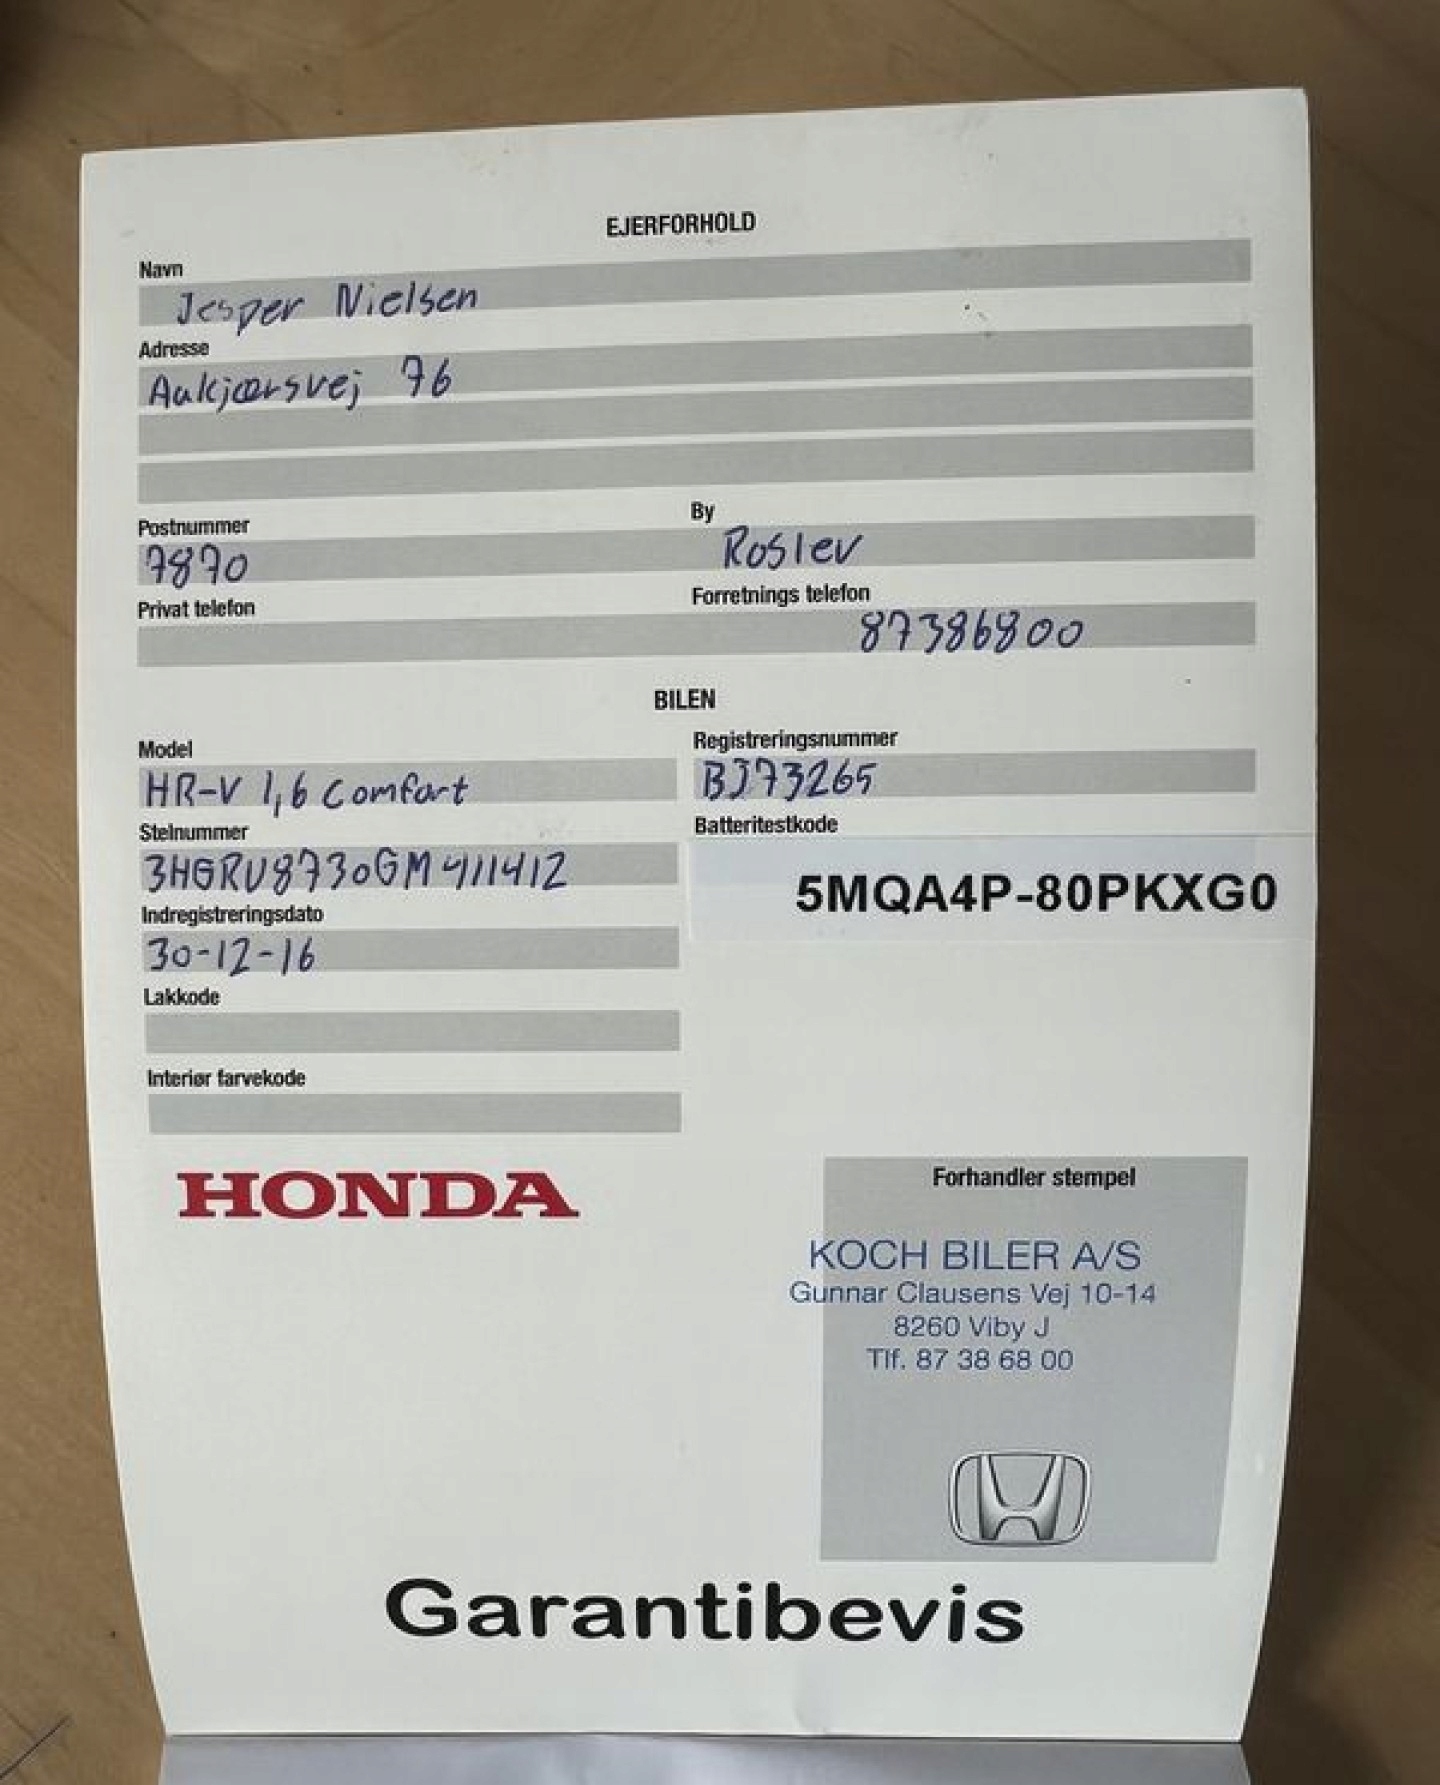 EJERFORHOLD
Navn
Jesper Nielsen
Adresse
Aakjærsvej 76
Postnummer
By
7870
Roslev
Privat telefon
Forretnings telefon
87386800
BILEN
Model
Registreringsnummer
HR-V 1,6 Comfort
BJ73265
Stelnummer
Batteritestkode
3HGRU8730GM411412
5MQA4P-80PKXG0
Indregistreringsdato
30-12-16
Lakkode
Interiør farvekode
HONDA
Forhandler stempel
KOCH BILER A/S
Gunnar Clausens Vej 10-14
8260 Viby J
Tlf. 87 38 68 00
Garantibevis